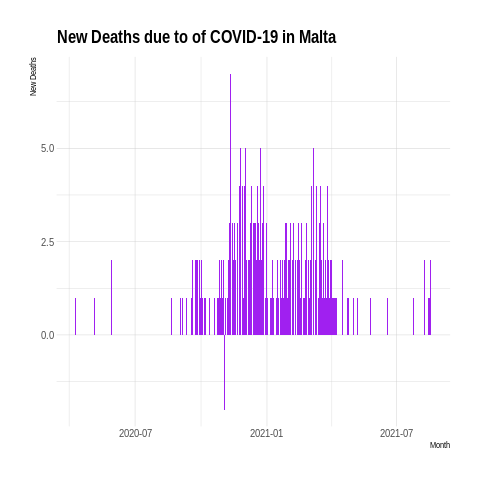 New Deaths due to of COVID-19 in Malta
New Deaths
5.0
2.5
0.0
2020-07
2021-01
2021-07
Month